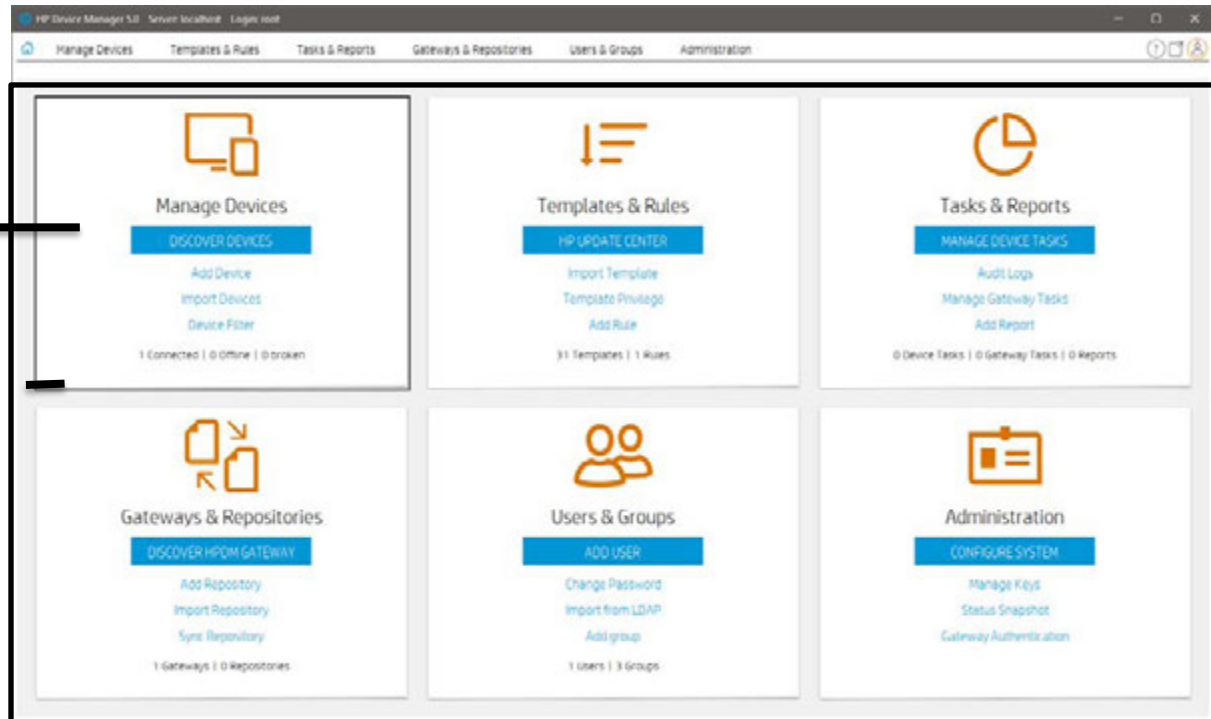 HP Device Manager 5.0 Server: localhost Login: root
Manage Devices Templates & Rules Tasks & Reports Gateways & Repositories Users & Groups Administration
Manage Devices
DISCOVER DEVICES
Add Device
Import Devices
Device Filter
1 Connected | 0 Offline | 0 broken
Templates & Rules
HP UPDATE CENTER
Import Template
Template Privilege
Add Rule
31 Templates | 1 Rules
Tasks & Reports
MANAGE DEVICE TASKS
Audit Logs
Manage Gateway Tasks
Add Report
0 Device Tasks | 0 Gateway Tasks | 0 Reports
Gateways & Repositories
DISCOVER HPDM GATEWAY
Add Repository
Import Repository
Sync Repository
1 Gateways | 0 Repositories
Users & Groups
ADD USER
Change Password
Import from LDAP
Add group
1 Users | 3 Groups
Administration
CONFIGURE SYSTEM
Manage Keys
Status Snapshot
Gateway Authentication